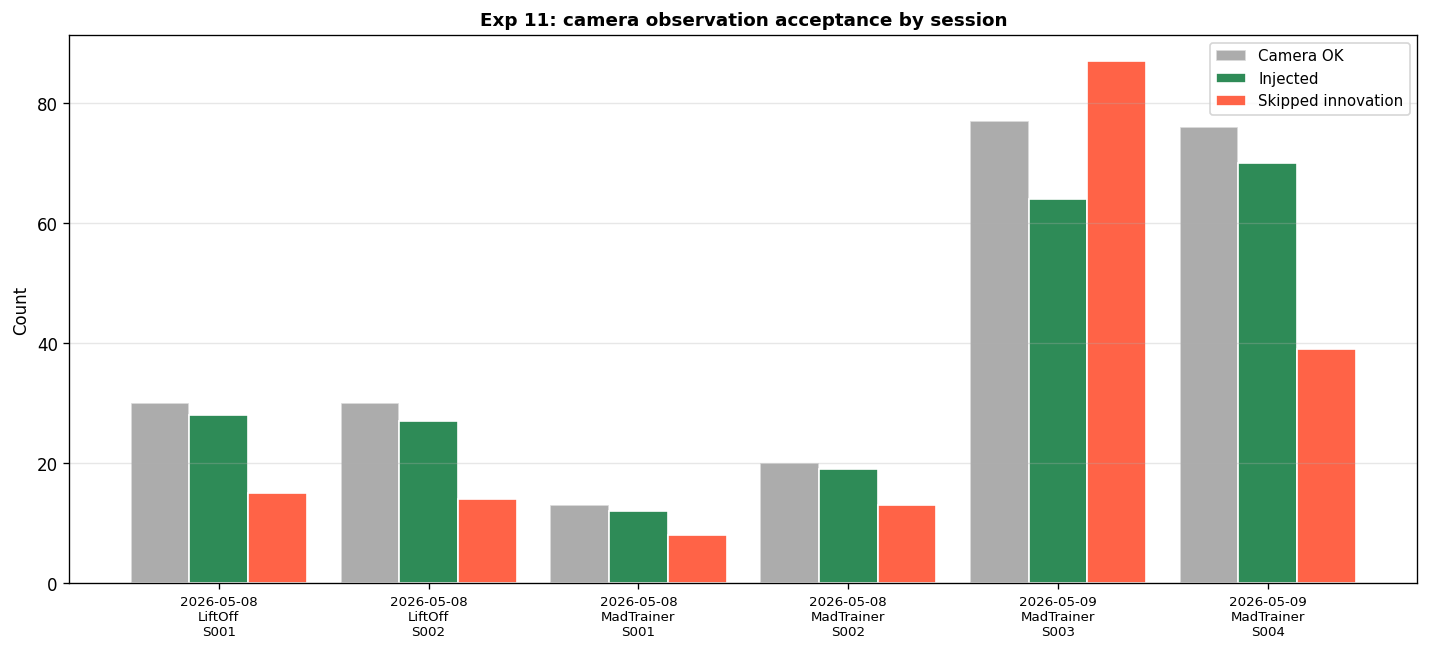 Exp 11: camera observation acceptance by session
Camera OK
Injected
Skipped innovation
Count
80
60
40
20
0
2026-05-08
LiftOff
S001
2026-05-08
LiftOff
S002
2026-05-08
MadTrainer
S001
2026-05-08
MadTrainer
S002
2026-05-09
MadTrainer
S003
2026-05-09
MadTrainer
S004